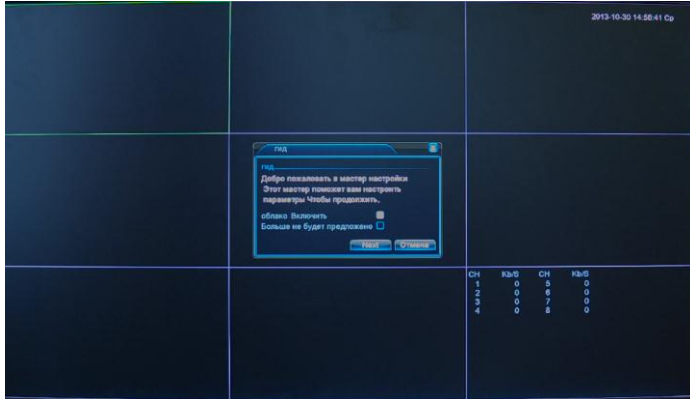 2013-10-30 14:50:41 Ср
гид
гид
Добро пожаловать в мастер настройки
Этот мастер поможет вам настроить
параметры Чтобы продолжить.
облако Включить
Больше не будет предложено
Next Отмена
CH Kb/S CH Kb/S
1 0 5 0
2 0 6 0
3 0 7 0
4 0 8 0